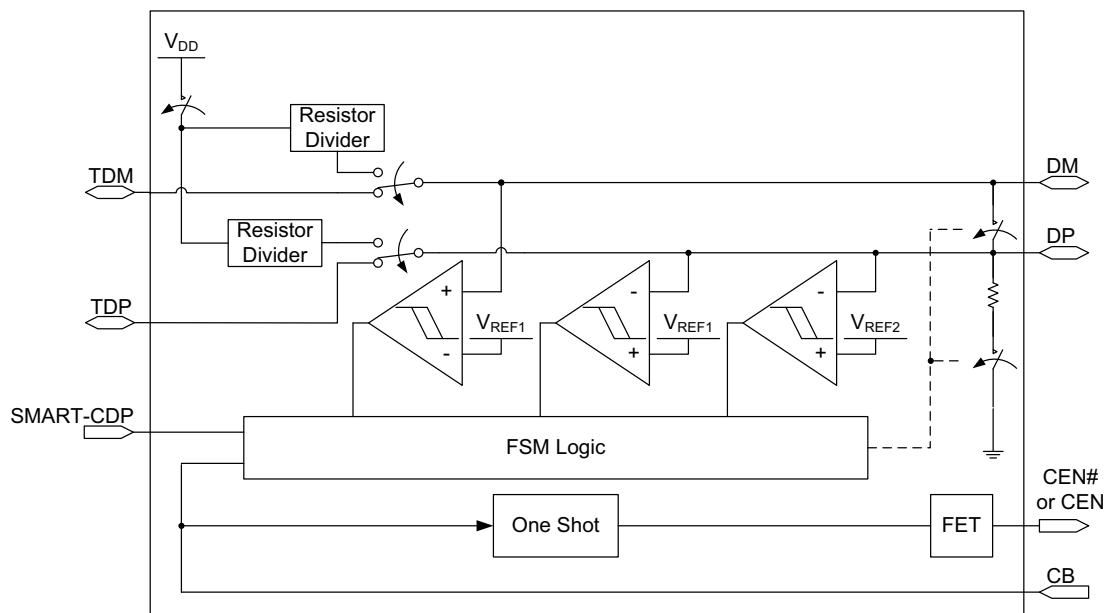 VDD
Resistor
Divider
TDM
DM
Resistor
Divider
DP
TDP
+
-
VREF1
-
+
VREF1
-
+
VREF2
SMART-CDP
FSM Logic
CEN#
or CEN
One Shot
FET
CB